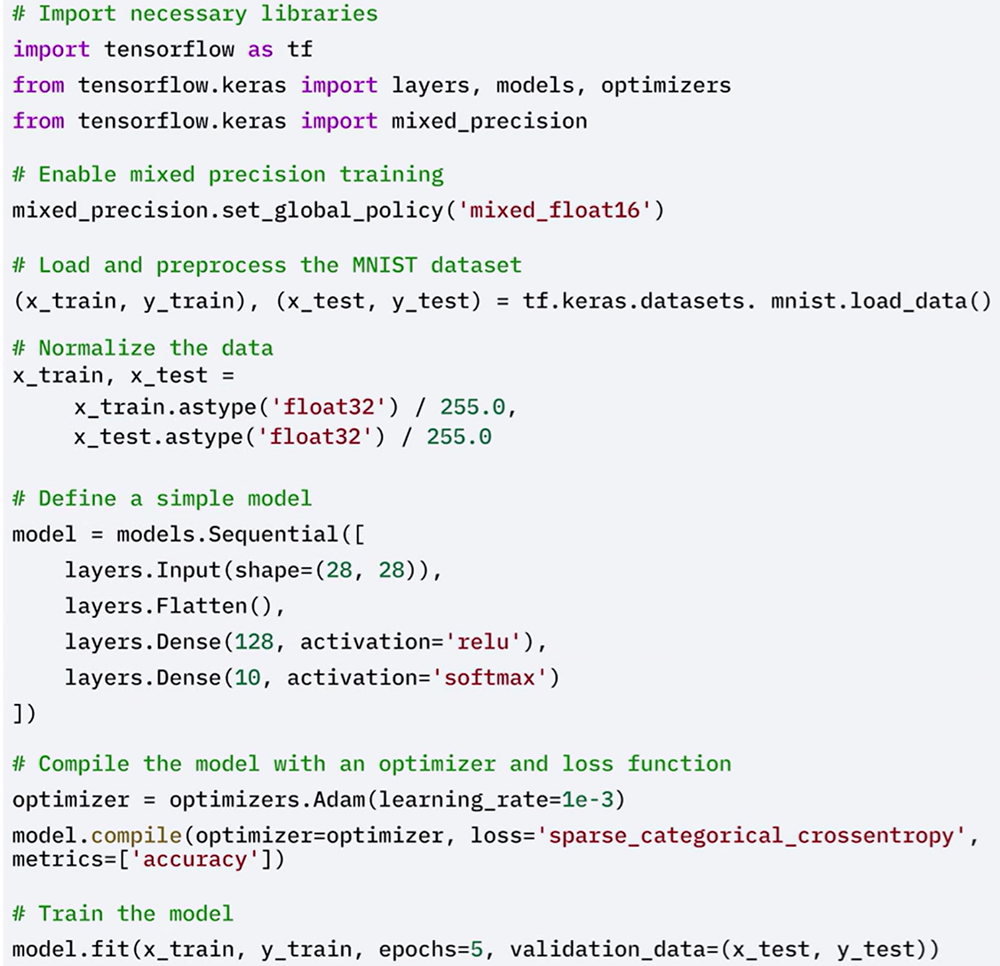 # Import necessary libraries
import tensorflow as tf
from tensorflow.keras import layers, models, optimizers
from tensorflow.keras import mixed_precision
# Enable mixed precision training
mixed_precision.set_global_policy('mixed_float16')
# Load and preprocess the MNIST dataset
(x_train, y_train), (x_test, y_test) = tf.keras.datasets. mnist.load_data()
# Normalize the data
x_train, x_test =
x_train.astype('float32') / 255.0,
x_test.astype('float32') / 255.0
# Define a simple model
model = models.Sequential([
layers.Input(shape=(28, 28)),
layers.Flatten(),
layers.Dense(128, activation='relu'),
layers.Dense(10, activation='softmax')
])
# Compile the model with an optimizer and loss function
optimizer = optimizers.Adam(learning_rate=1e-3)
model.compile(optimizer=optimizer, loss='sparse_categorical_crossentropy',
metrics=['accuracy'])
# Train the model
model.fit(x_train, y_train, epochs=5, validation_data=(x_test, y_test))